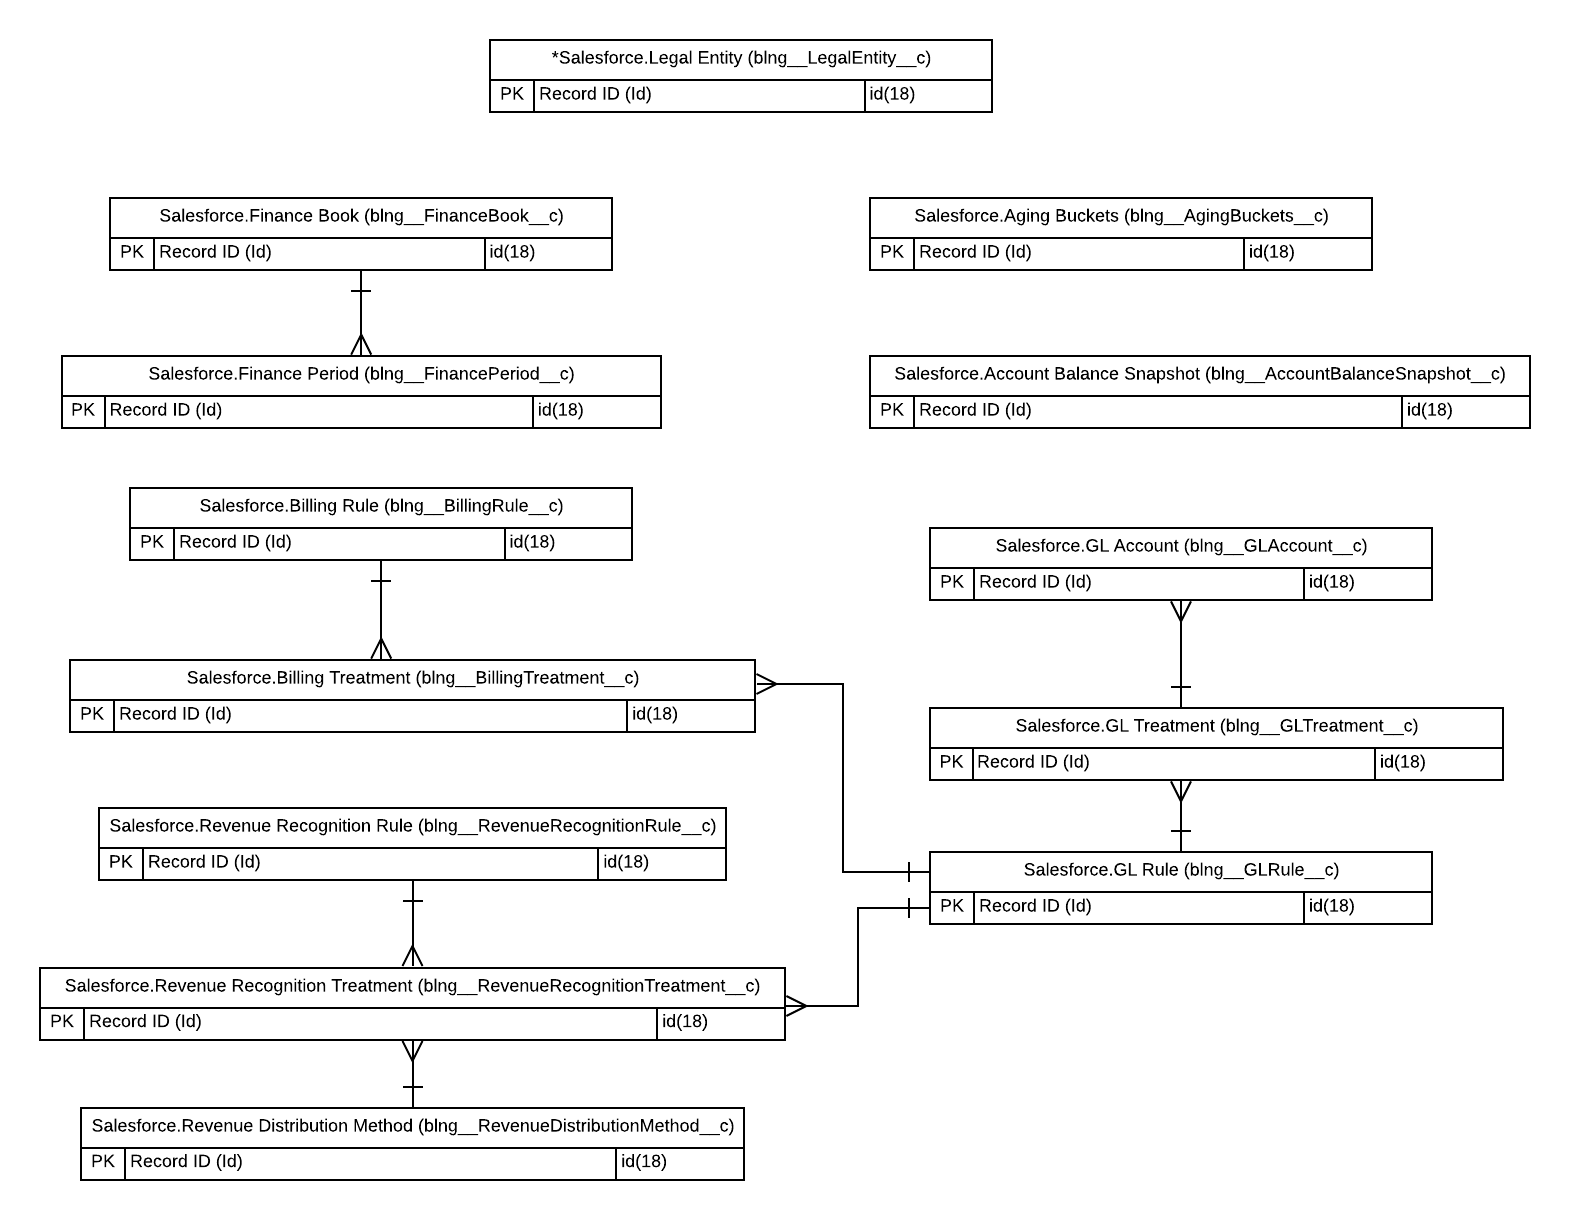 *Salesforce.Legal Entity (blng__LegalEntity__c)
PK Record ID (Id) id(18)
Salesforce.Finance Book (blng__FinanceBook__c)
PK Record ID (Id) id(18)
Salesforce.Aging Buckets (blng__AgingBuckets__c)
PK Record ID (Id) id(18)
Salesforce.Finance Period (blng__FinancePeriod__c)
PK Record ID (Id) id(18)
Salesforce.Account Balance Snapshot (blng__AccountBalanceSnapshot__c)
PK Record ID (Id) id(18)
Salesforce.Billing Rule (blng__BillingRule__c)
PK Record ID (Id) id(18)
Salesforce.GL Account (blng__GLAccount__c)
PK Record ID (Id) id(18)
Salesforce.Billing Treatment (blng__BillingTreatment__c)
PK Record ID (Id) id(18)
Salesforce.GL Treatment (blng__GLTreatment__c)
PK Record ID (Id) id(18)
Salesforce.Revenue Recognition Rule (blng__RevenueRecognitionRule__c)
PK Record ID (Id) id(18)
Salesforce.GL Rule (blng__GLRule__c)
PK Record ID (Id) id(18)
Salesforce.Revenue Recognition Treatment (blng__RevenueRecognitionTreatment__c)
PK Record ID (Id) id(18)
Salesforce.Revenue Distribution Method (blng__RevenueDistributionMethod__c)
PK Record ID (Id) id(18)